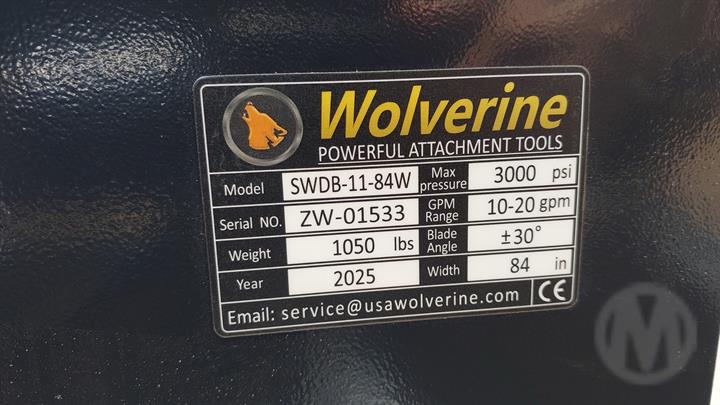 Wolverine
POWERFUL ATTACHMENT TOOLS
Model SWDB-11-84W Max pressure 3000 psi
Serial NO. ZW-01533 GPM Range 10-20 gpm
Weight 1050 lbs Blade Angle ±30°
Year 2025 Width 84 in
Email: service@usawolverine.com CE
M